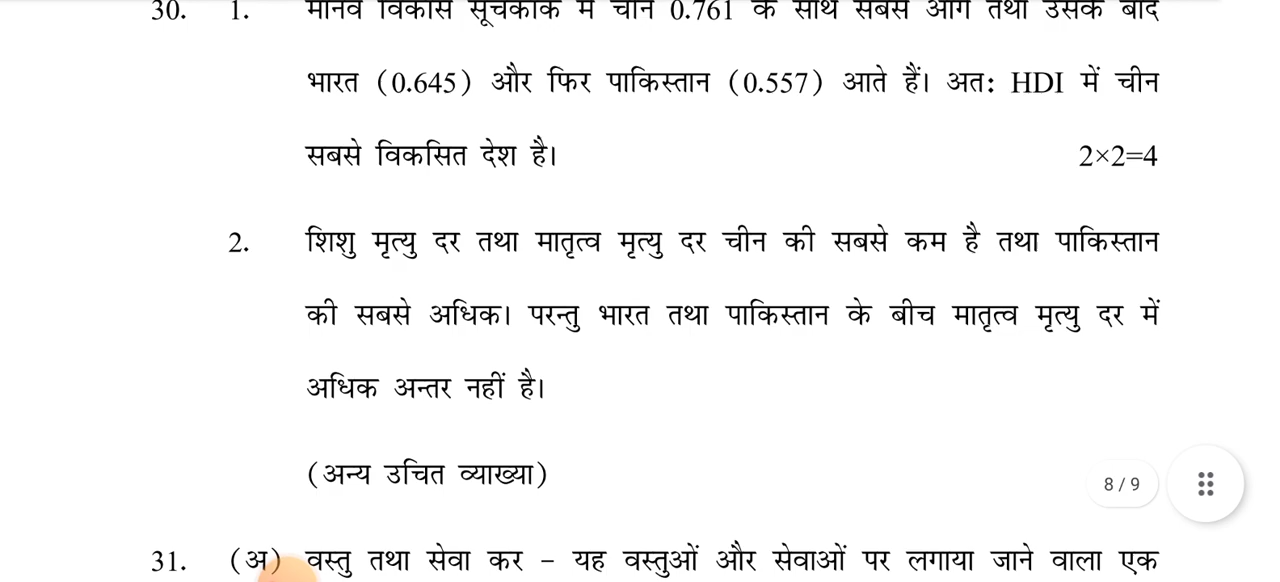 30. 1. मानव विकास सूचकांक में चीन 0.761 के साथ सबसे आगे तथा उसके बाद
भारत (0.645) और फिर पाकिस्तान (0.557) आते हैं। अत: HDI में चीन
सबसे विकसित देश है। 2×2=4
2. शिशु मृत्यु दर तथा मातृत्व मृत्यु दर चीन की सबसे कम है तथा पाकिस्तान
की सबसे अधिक। परन्तु भारत तथा पाकिस्तान के बीच मातृत्व मृत्यु दर में
अधिक अन्तर नहीं है।
(अन्य उचित व्याख्या)
8 / 9
31. (अ) वस्तु तथा सेवा कर – यह वस्तुओं और सेवाओं पर लगाया जाने वाला एक